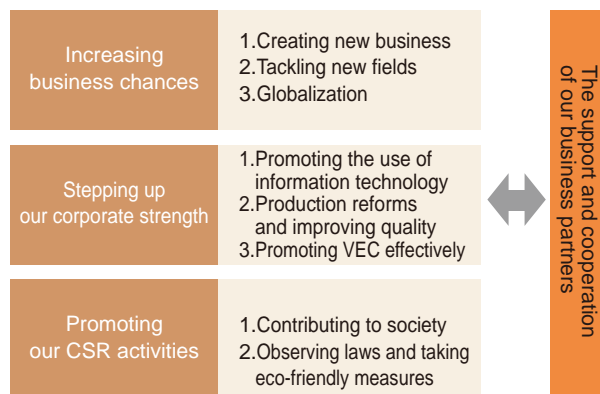 Increasing
business chances
1.Creating new business
2.Tackling new fields
3.Globalization
Stepping up
our corporate strength
1.Promoting the use of
information technology
2.Production reforms
and improving quality
3.Promoting VEC effectively
Promoting
our CSR activities
1.Contributing to society
2.Observing laws and taking
eco-friendly measures
The support and cooperation
of our business partners